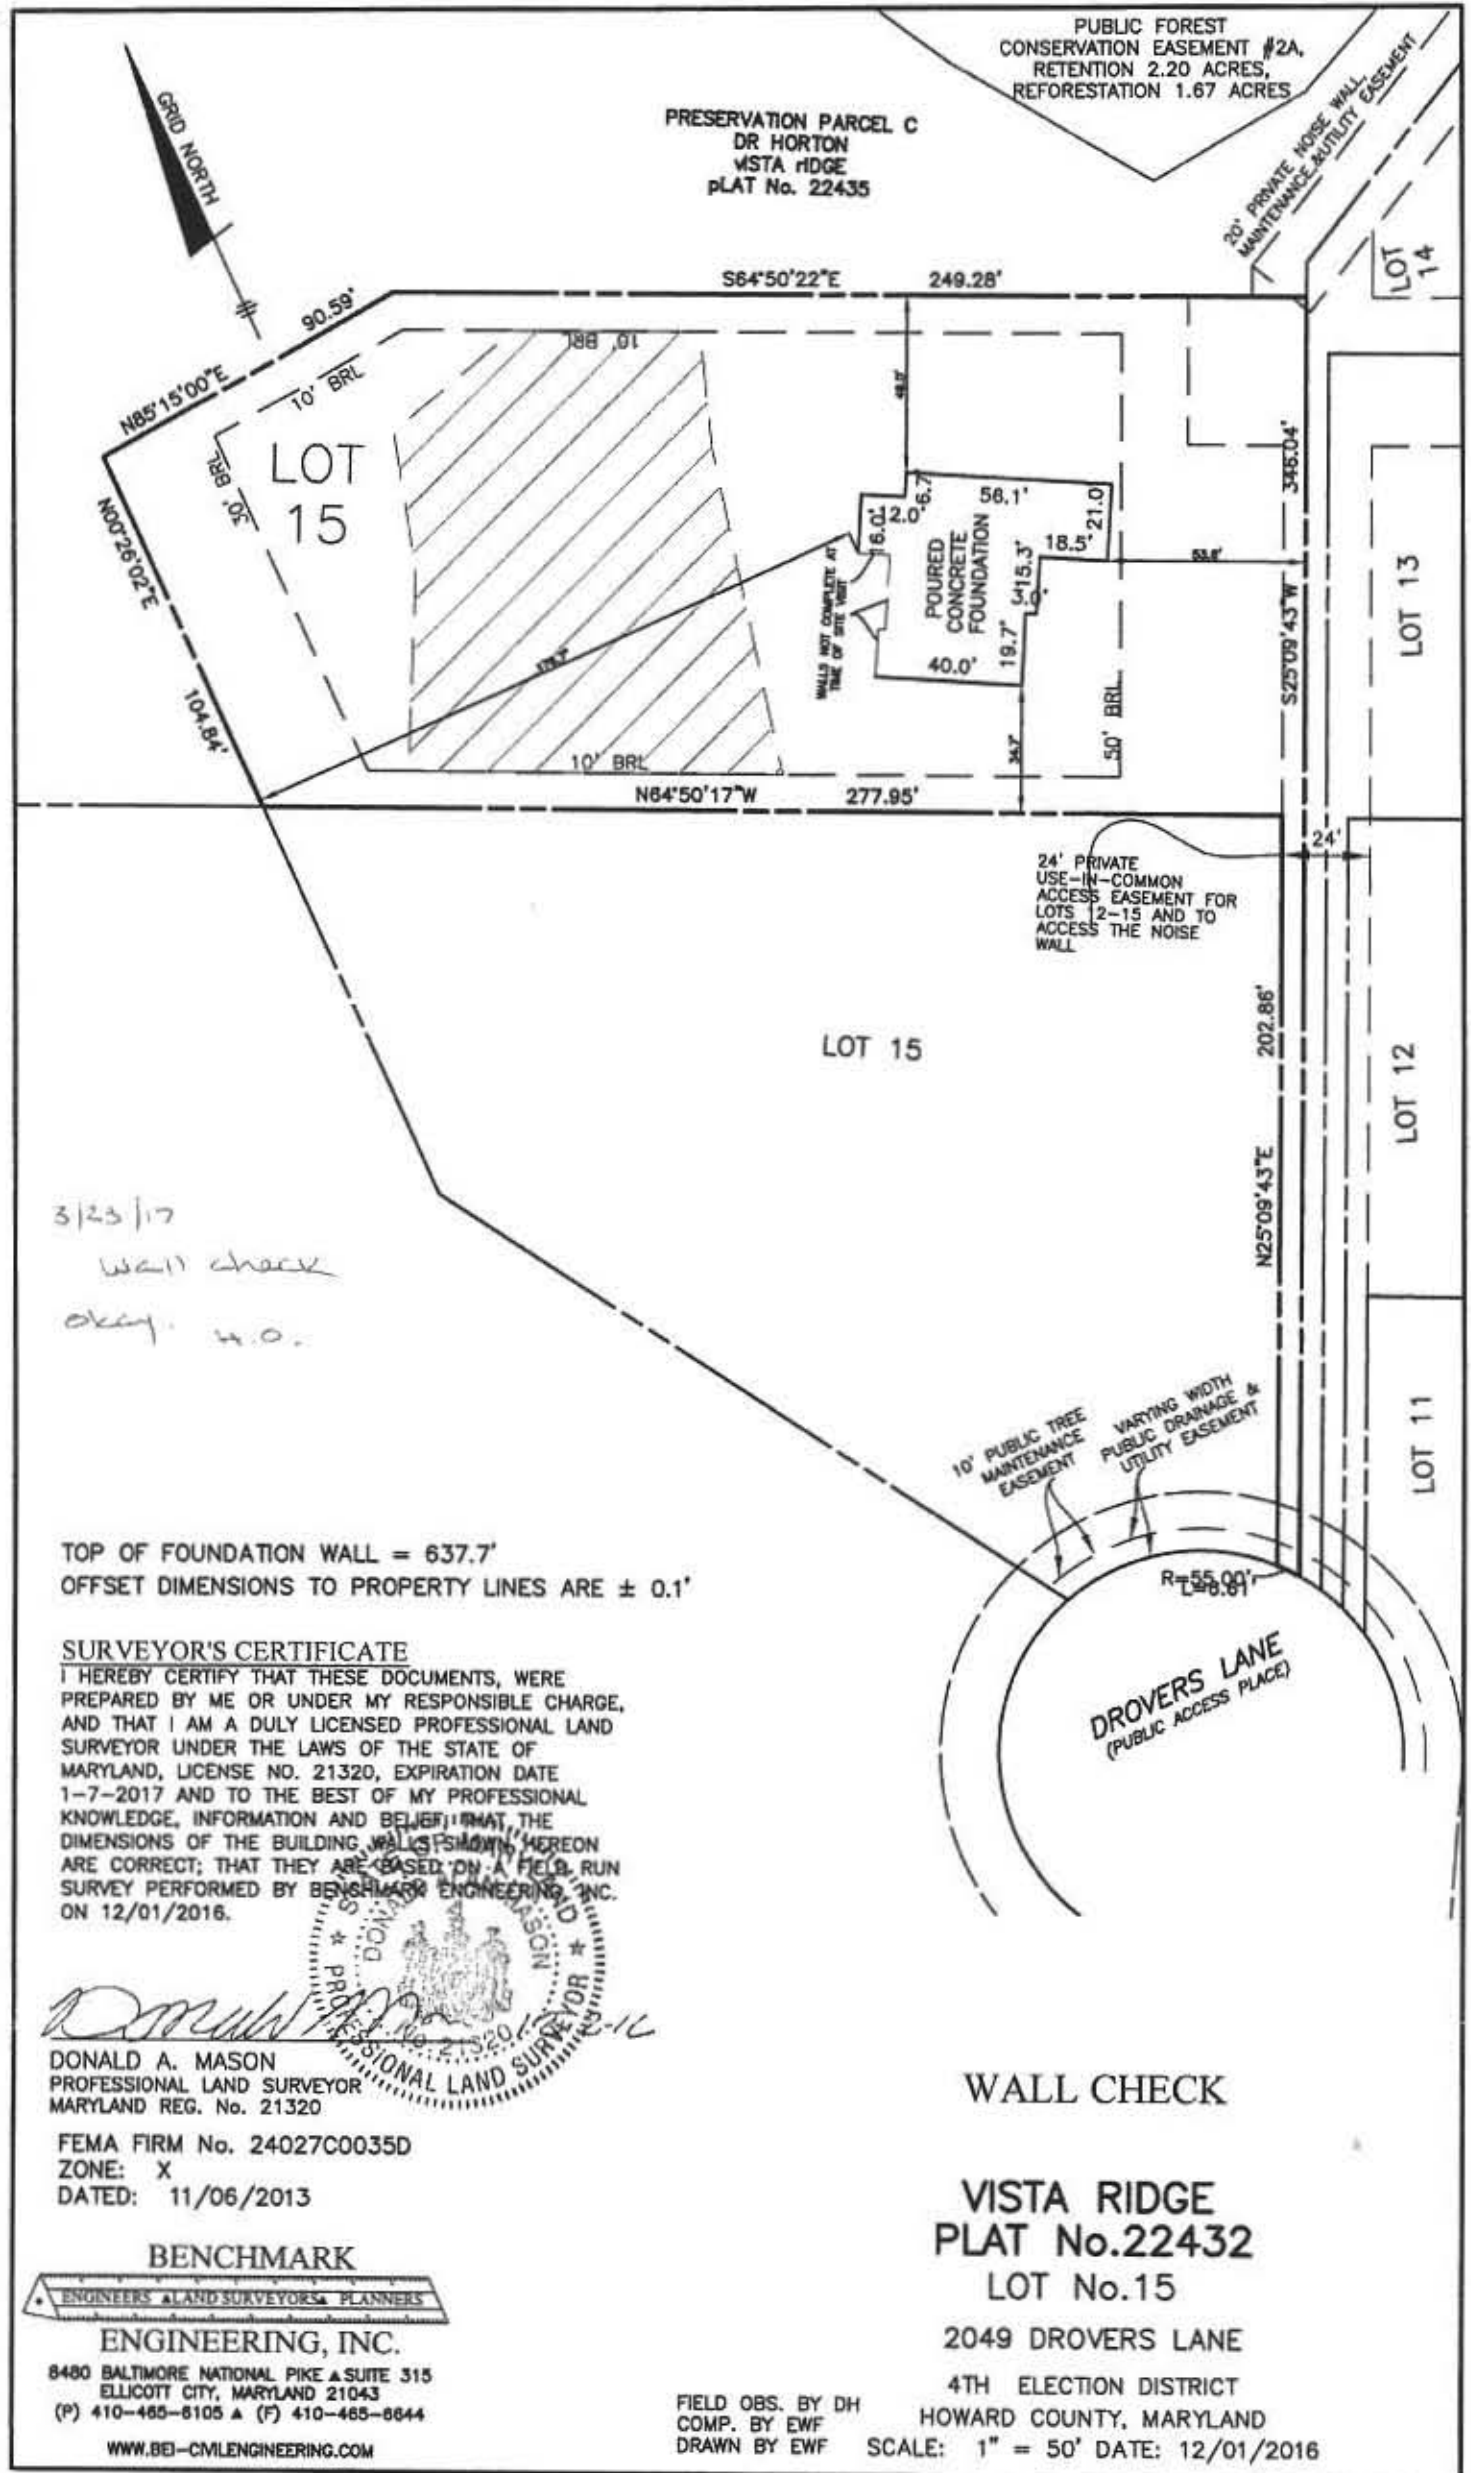 PUBLIC FOREST
CONSERVATION EASEMENT #2A,
RETENTION 2.20 ACRES,
REFORESTATION 1.67 ACRES
20' PRIVATE NOISE WALL,
MAINTENANCE,&UTILITY EASEMENT
GRID NORTH
PRESERVATION PARCEL C
DR HORTON
vISTA rIDGE
pLAT No. 22435
LOT
14
S64°50'22"E 249.28'
90.59'
N85°15'00"E
10' BRL
10' BRL
30' BRL
LOT
15
N00°26'02"E
104.84'
48.0'
6.7'
56.1'
12.0'
16.0'
21.0'
18.5'
15.3'
POURED
CONCRETE
FOUNDATION
WALLS NOT COMPLETE AT
TIME OF SITE VISIT
19.7'
40.0'
50' BRL
346.04'
S25°09'43"W
LOT 13
10' BRL
N64°50'17"W 277.95'
24'
24' PRIVATE
USE-IN-COMMON
ACCESS EASEMENT FOR
LOTS 12-15 AND TO
ACCESS THE NOISE
WALL
LOT 15
202.86'
N25°09'43"E
LOT 12
3/23/17
Wall check
okay. H.O.
LOT 11
10' PUBLIC TREE
MAINTENANCE
EASEMENT
VARYING WIDTH
PUBLIC DRAINAGE &
UTILITY EASEMENT
R=55.00'
DROVERS LANE
(PUBLIC ACCESS PLACE)
TOP OF FOUNDATION WALL = 637.7'
OFFSET DIMENSIONS TO PROPERTY LINES ARE ± 0.1'
SURVEYOR'S CERTIFICATE
I HEREBY CERTIFY THAT THESE DOCUMENTS, WERE
PREPARED BY ME OR UNDER MY RESPONSIBLE CHARGE,
AND THAT I AM A DULY LICENSED PROFESSIONAL LAND
SURVEYOR UNDER THE LAWS OF THE STATE OF
MARYLAND, LICENSE NO. 21320, EXPIRATION DATE
1-7-2017 AND TO THE BEST OF MY PROFESSIONAL
KNOWLEDGE, INFORMATION AND BELIEF; THAT THE
DIMENSIONS OF THE BUILDING WALLS SHOWN HEREON
ARE CORRECT; THAT THEY ARE BASED ON A FIELD RUN
SURVEY PERFORMED BY BENCHMARK ENGINEERING, INC.
ON 12/01/2016.
STATE OF MARYLAND
DONALD ALAN MASON
No. 21320
PROFESSIONAL LAND SURVEYOR
DONALD A. MASON
PROFESSIONAL LAND SURVEYOR
MARYLAND REG. No. 21320
FEMA FIRM No. 24027C0035D
ZONE: X
DATED: 11/06/2013
BENCHMARK
ENGINEERS ▲ LAND SURVEYORS ▲ PLANNERS
ENGINEERING, INC.
8480 BALTIMORE NATIONAL PIKE ▲ SUITE 315
ELLICOTT CITY, MARYLAND 21043
(P) 410-465-6105 ▲ (F) 410-465-6644
WWW.BEI-CIVILENGINEERING.COM
WALL CHECK
VISTA RIDGE
PLAT No.22432
LOT No.15
2049 DROVERS LANE
4TH ELECTION DISTRICT
HOWARD COUNTY, MARYLAND
FIELD OBS. BY DH
COMP. BY EWF
DRAWN BY EWF
SCALE: 1" = 50' DATE: 12/01/2016